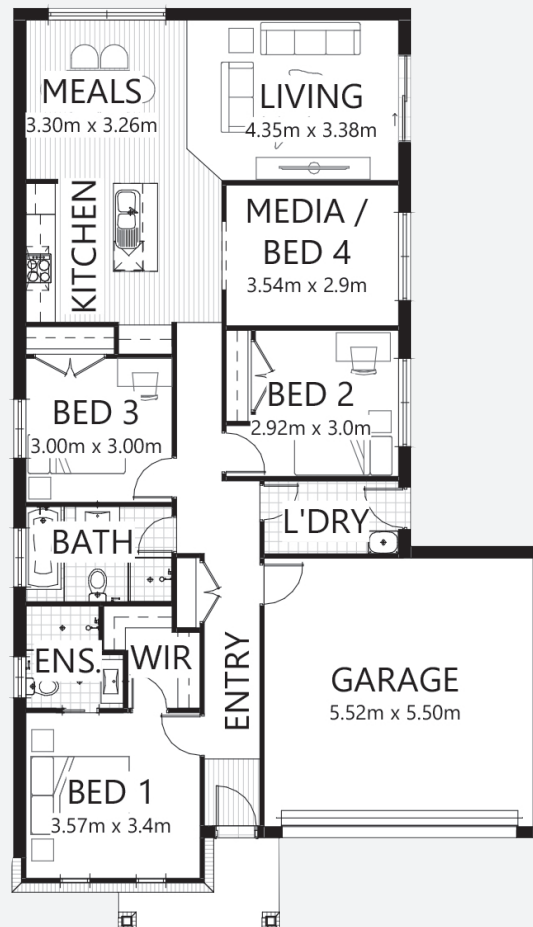 MEALS
3.30m x 3.26m
LIVING
4.35m x 3.38m
KITCHEN
MEDIA /
BED 4
3.54m x 2.9m
BED 3
3.00m x 3.00m
BED 2
2.92m x 3.0m
BATH
L'DRY
ENS.
WIR
ENTRY
GARAGE
5.52m x 5.50m
BED 1
3.57m x 3.4m